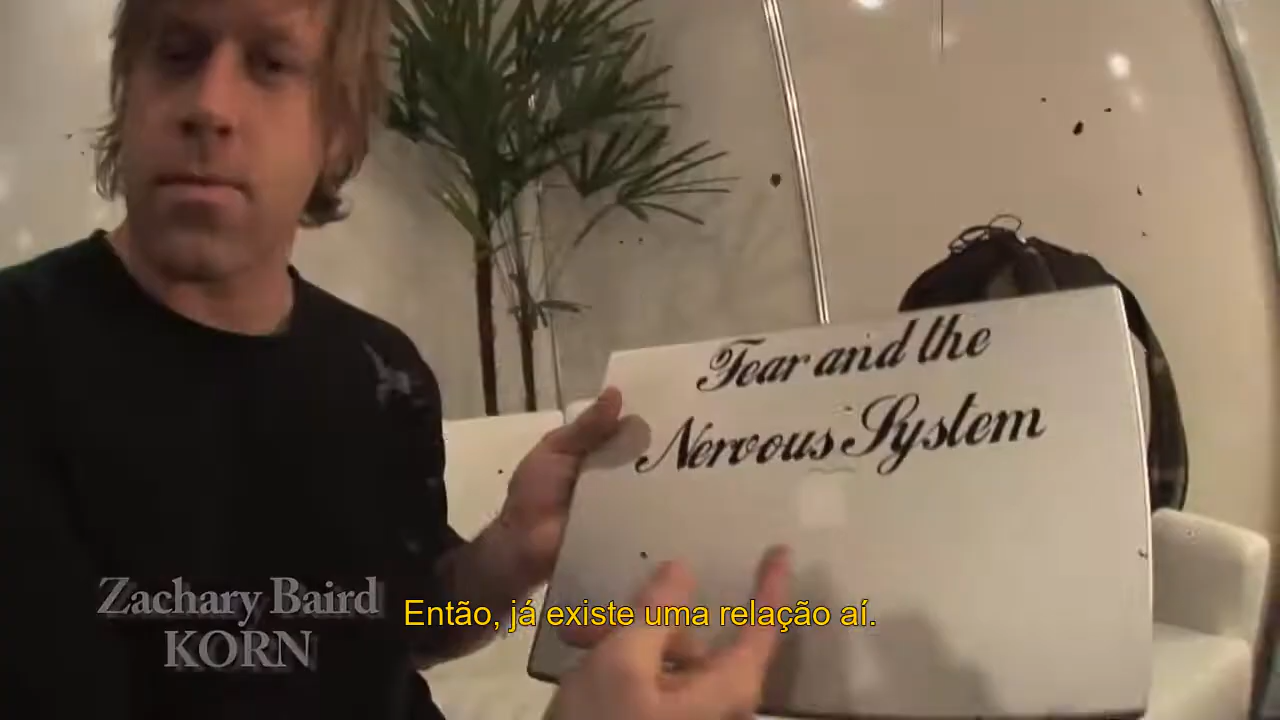 Fear and the
Nervous System
Zachary Baird
KORN
Então, já existe uma relação aí.